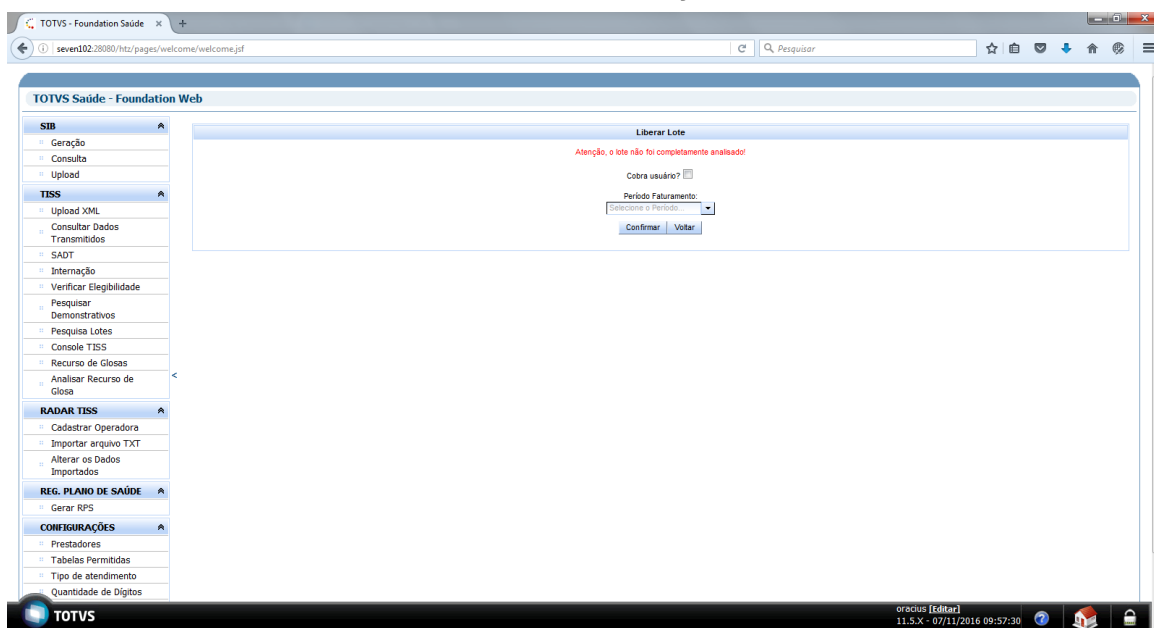 TOTVS - Foundation Saúde
seven102:28080/htz/pages/welcome/welcome.jsf
Pesquisar
TOTVS Saúde - Foundation Web
SIB
Geração
Consulta
Upload
TISS
Upload XML
Consultar Dados
Transmitidos
SADT
Internação
Verificar Elegibilidade
Pesquisar
Demonstrativos
Pesquisa Lotes
Console TISS
Recurso de Glosas
Analisar Recurso de
Glosa
RADAR TISS
Cadastrar Operadora
Importar arquivo TXT
Alterar os Dados
Importados
REG. PLANO DE SAÚDE
Gerar RPS
CONFIGURAÇÕES
Prestadores
Tabelas Permitidas
Tipo de atendimento
Quantidade de Dígitos
<
Liberar Lote
Atenção, o lote não foi completamente analisado!
Cobra usuário?
Período Faturamento:
Selecione o Período...
Confirmar Voltar
TOTVS
oracius [Editar]
11.5.X - 07/11/2016 09:57:30